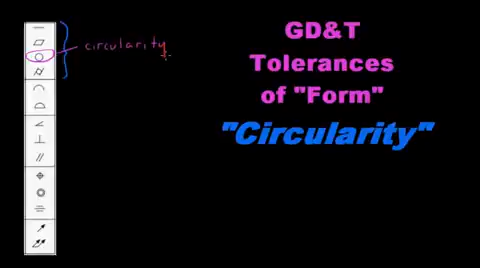 GD&T
Tolerances
of "Form"
"Circularity"
circularity